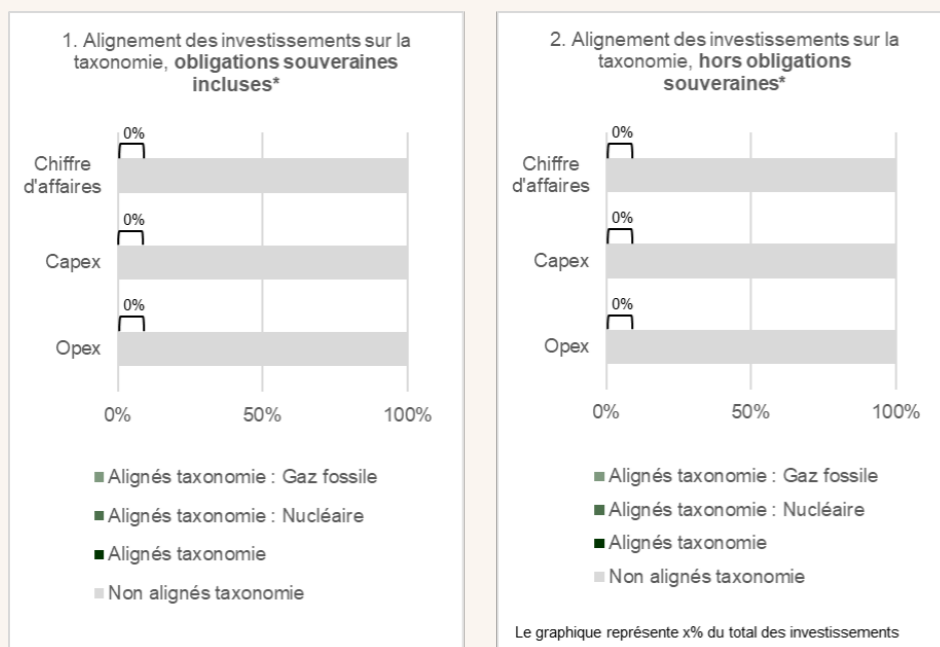 1. Alignement des investissements sur la
taxonomie, obligations souveraines
incluses*
0%
Chiffre
d'affaires
0%
Capex
0%
Opex
0%
50%
100%
Alignés taxonomie : Gaz fossile
Alignés taxonomie : Nucléaire
Alignés taxonomie
Non alignés taxonomie
2. Alignement des investissements sur la
taxonomie, hors obligations
souveraines*
0%
Chiffre
d'affaires
0%
Capex
0%
Opex
0%
50%
100%
Alignés taxonomie : Gaz fossile
Alignés taxonomie : Nucléaire
Alignés taxonomie
Non alignés taxonomie
Le graphique représente x% du total des investissements